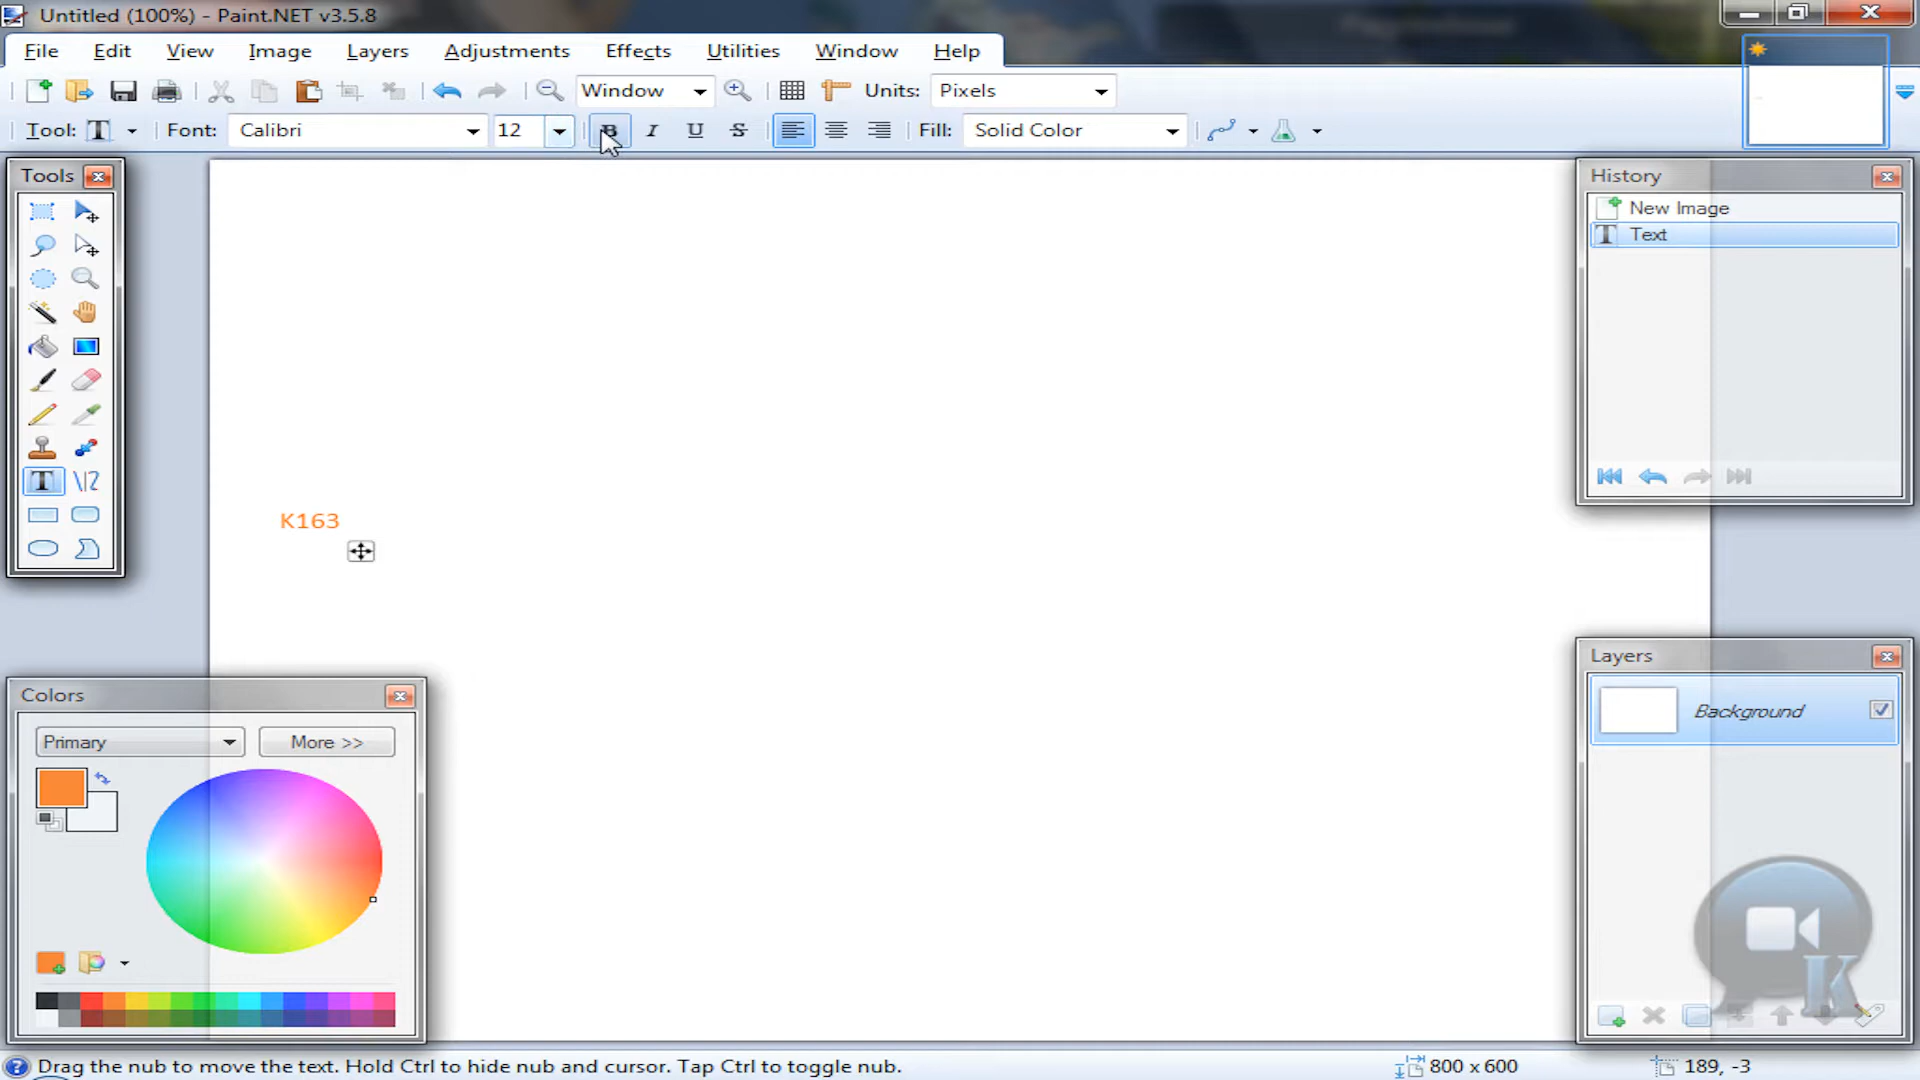 Untitled (100%) - Paint.NET v3.5.8
File Edit View Image Layers Adjustments Effects Utilities Window Help
Window Units: Pixels
Tool: T Font: Calibri 12 B I U S Fill: Solid Color
Tools
History
New Image
Text
K163
Layers
Background
Colors
Primary More >>
K
Drag the nub to move the text. Hold Ctrl to hide nub and cursor. Tap Ctrl to toggle nub.
800 x 600
189, -3